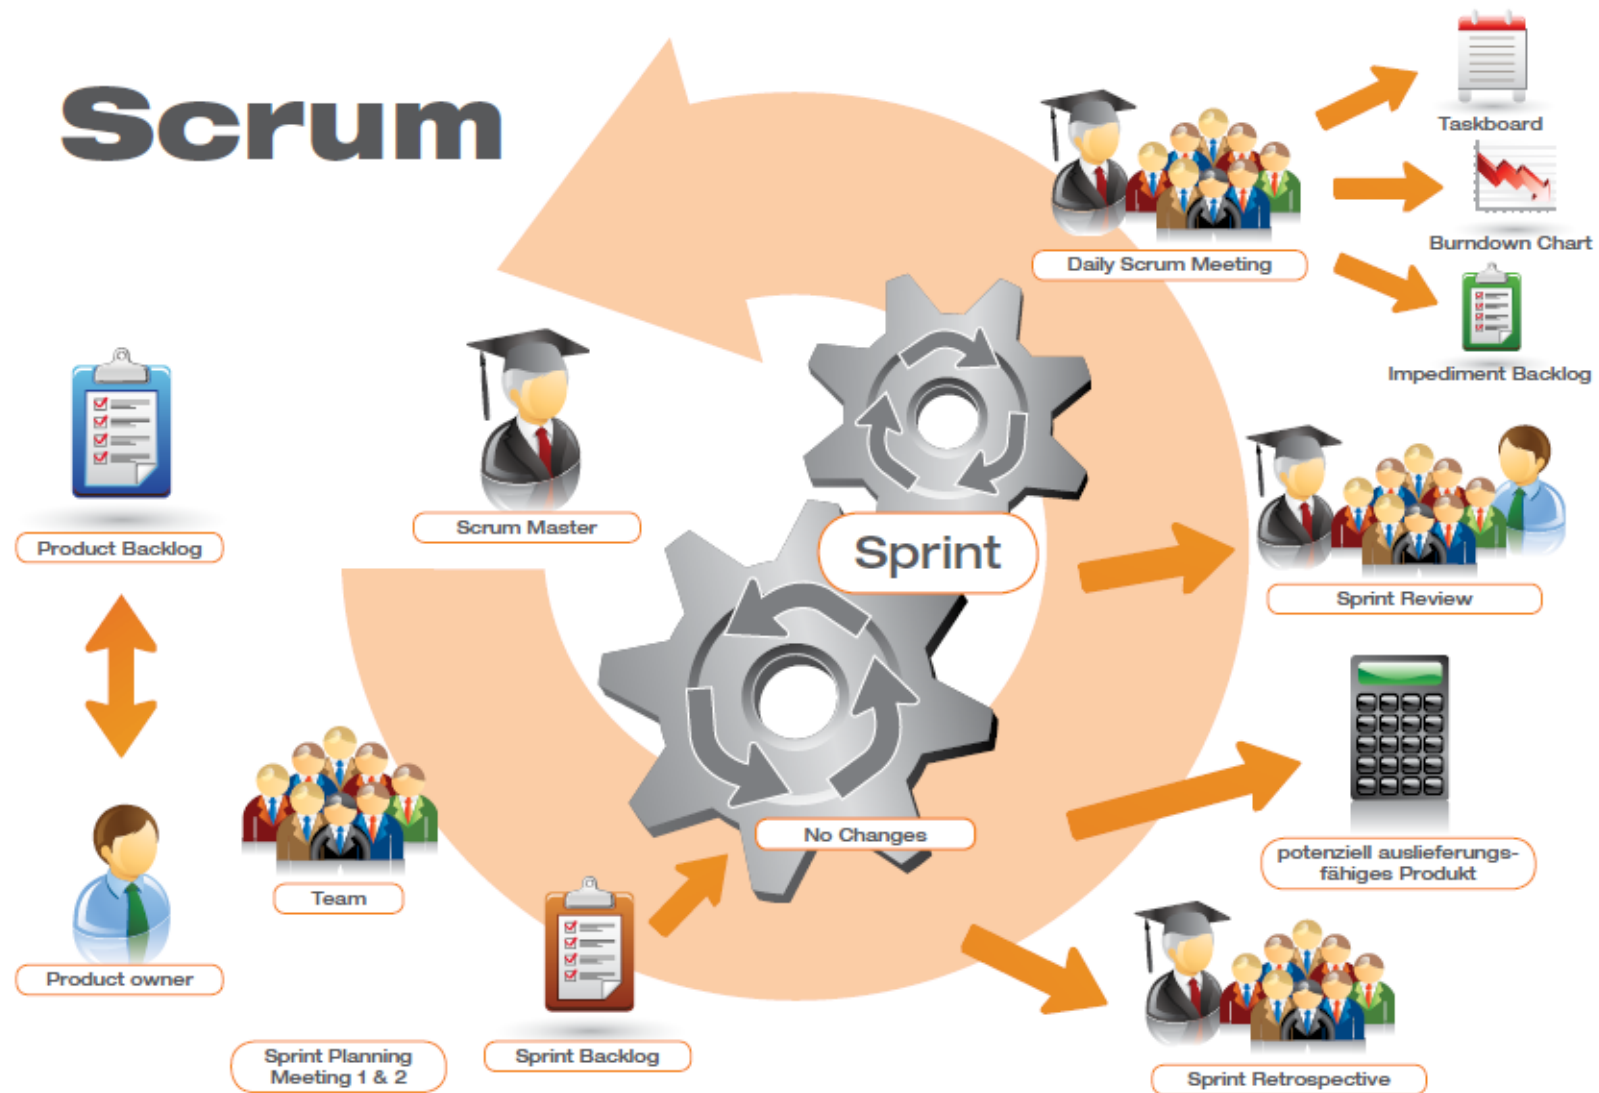 Scrum
Taskboard
Burndown Chart
Daily Scrum Meeting
Impediment Backlog
Scrum Master
Product Backlog
Sprint
Sprint Review
No Changes
potenziell auslieferungs-
fähiges Produkt
Team
Product owner
Sprint Planning
Meeting 1 & 2
Sprint Backlog
Sprint Retrospective